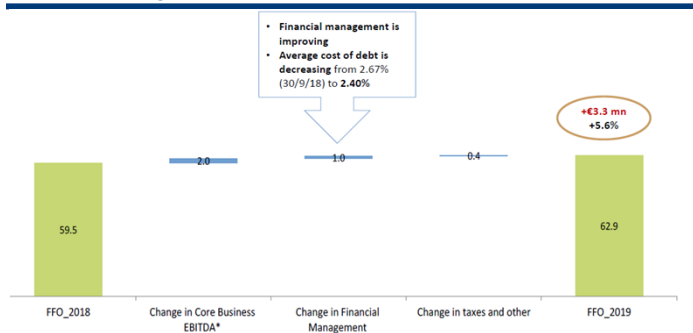 • Financial management is
improving
• Average cost of debt is
decreasing from 2.67%
(30/9/18) to 2.40%
+€3.3 mn
+5.6%
2.0
1.0
0.4
59.5
62.9
FFO_2018
Change in Core Business
EBITDA*
Change in Financial
Management
Change in taxes and other
FFO_2019